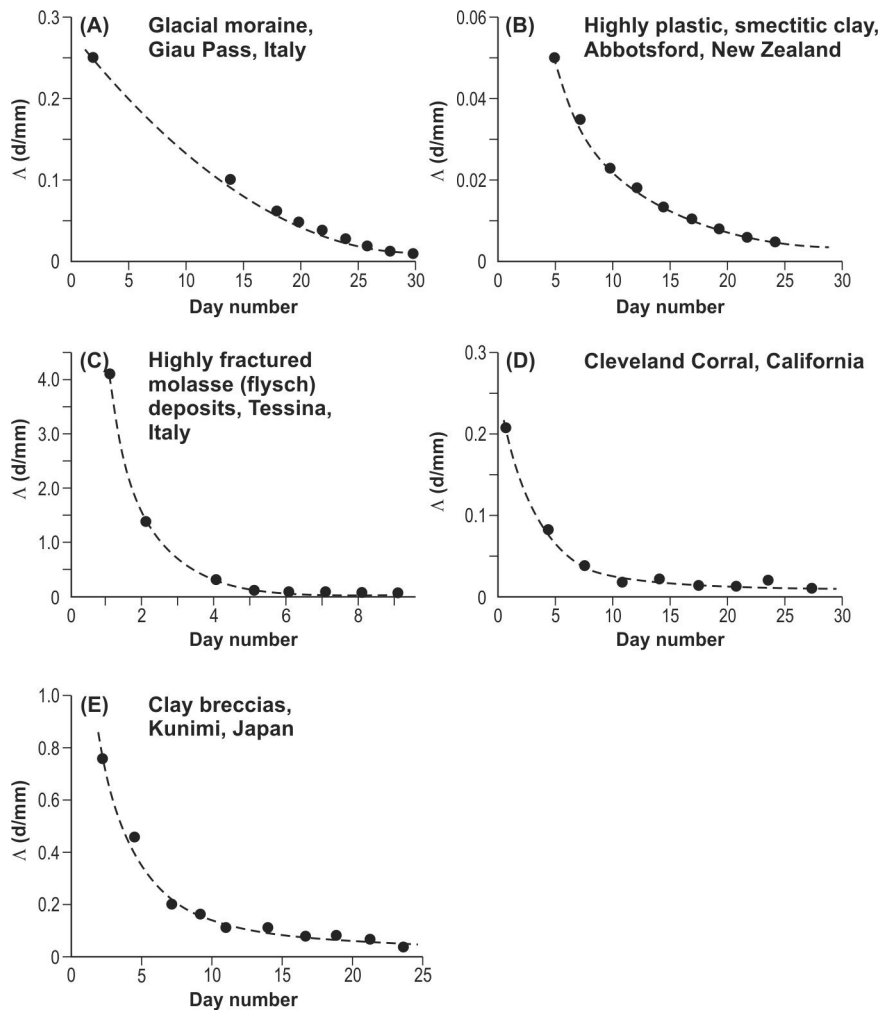 (A)
Glacial moraine,
Giau Pass, Italy
0.3
0.2
0.1
0
Λ (d/mm)
0 5 10 15 20 25 30
Day number
(B)
Highly plastic, smectitic clay,
Abbotsford, New Zealand
0.06
0.04
0.02
0
Λ (d/mm)
0 5 10 15 20 25 30
Day number
(C)
Highly fractured
molasse (flysch)
deposits, Tessina,
Italy
4.0
3.0
2.0
1.0
0
Λ (d/mm)
0 2 4 6 8
Day number
(D)
Cleveland Corral, California
0.3
0.2
0.1
0
Λ (d/mm)
0 5 10 15 20 25 30
Day number
(E)
Clay breccias,
Kunimi, Japan
1.0
0.8
0.6
0.4
0.2
0
Λ (d/mm)
0 5 10 15 20 25
Day number